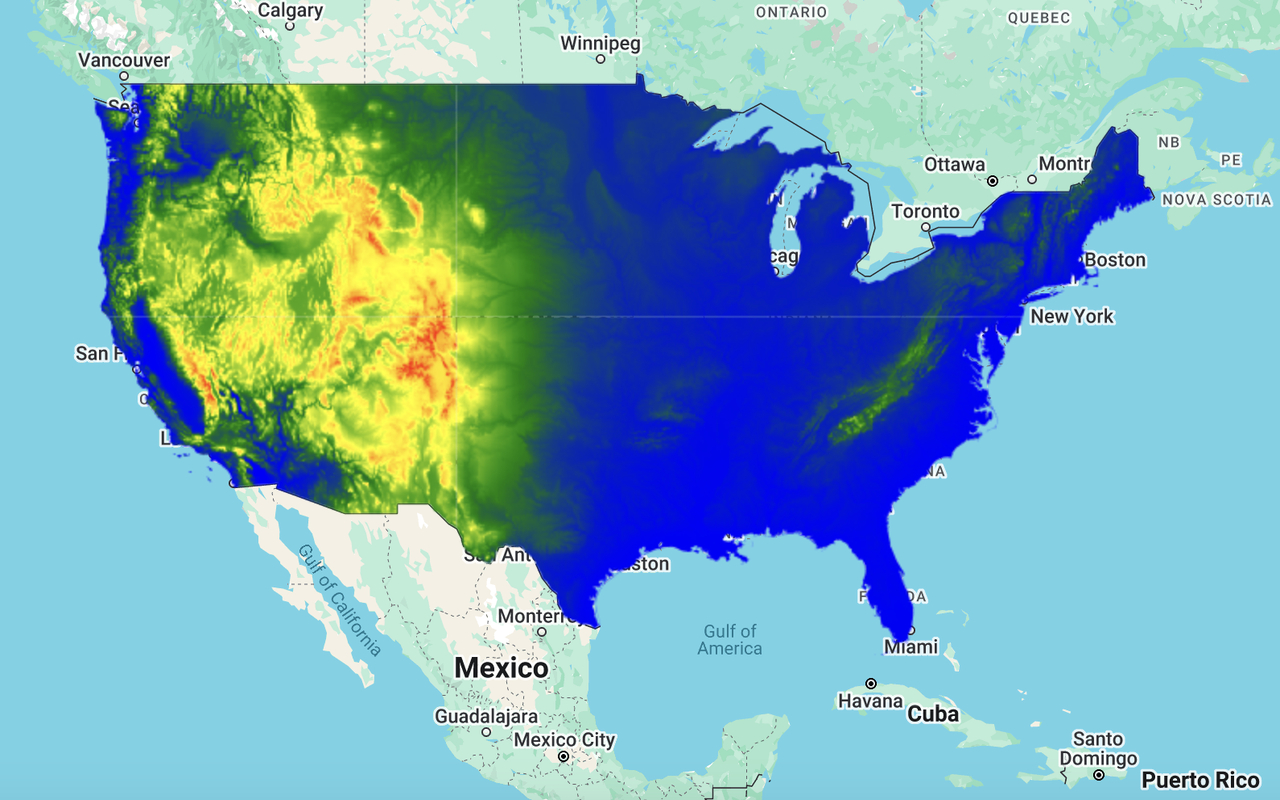 Calgary
ONTARIO
QUEBEC
Winnipeg
Vancouver
Sea
NB
PE
Ottawa
Montr
NOVA SCOTIA
Toronto
M
cag
Boston
New York
San F
C
L
NA
San Ant
ston
Gulf of California
F
DA
Monterrey
Gulf of
America
Miami
Mexico
Havana
Cuba
Guadalajara
Mexico City
Santo
Domingo
Puerto Rico